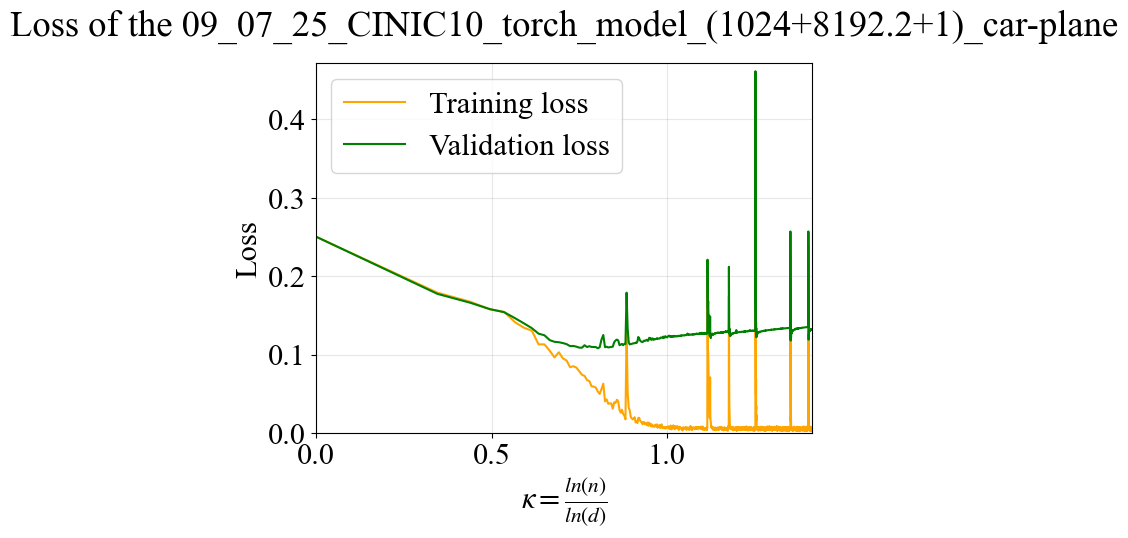 Loss of the 09_07_25_CINIC10_torch_model_(1024+8192.2+1)_car-plane
Training loss
Validation loss
0.4
0.3
0.2
0.1
0.0
Loss
0.0 0.5 1.0
κ = ln(n)/ln(d)